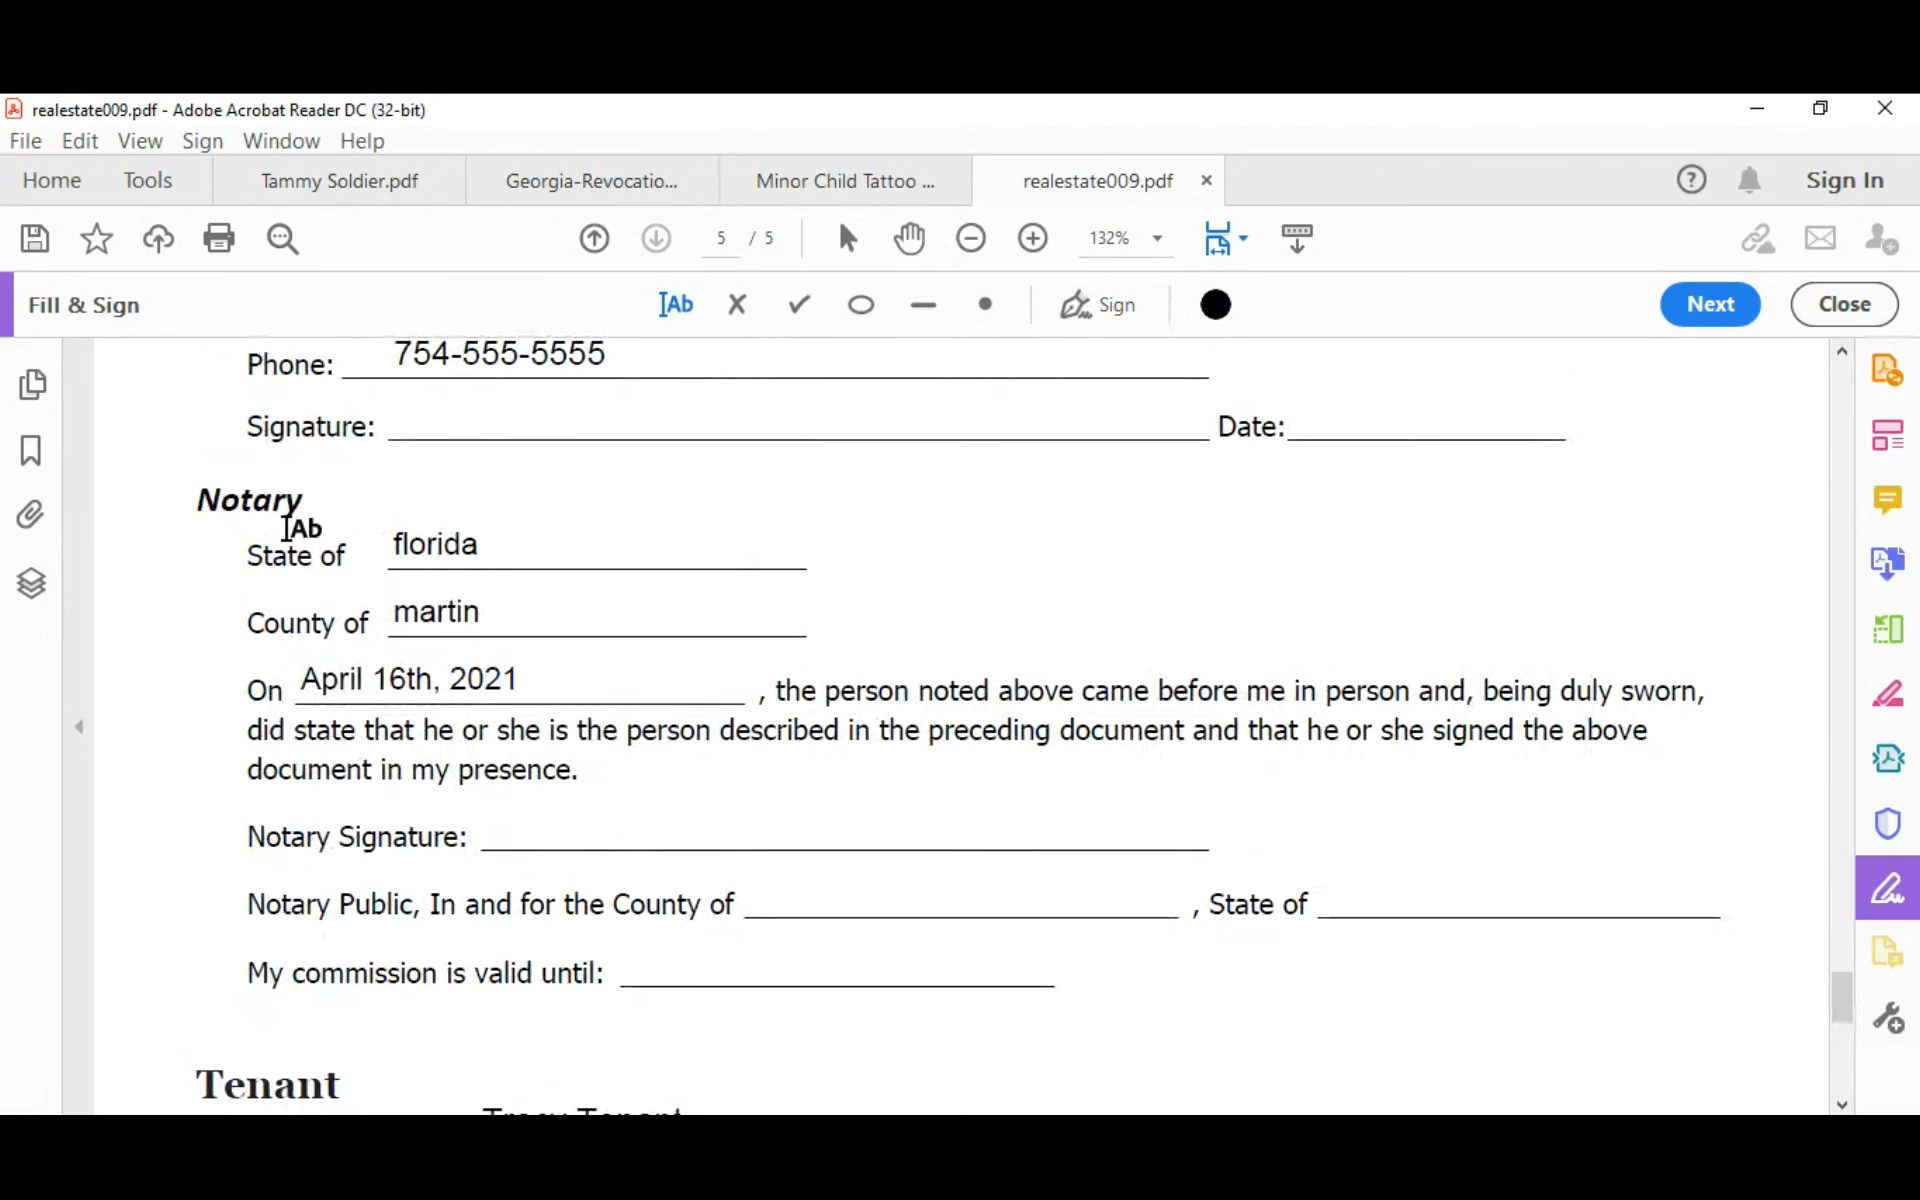 realestate009.pdf - Adobe Acrobat Reader DC (32-bit)
File Edit View Sign Window Help
Home Tools Tammy Soldier.pdf Georgia-Revocatio... Minor Child Tattoo ... realestate009.pdf × ? Sign In
5 / 5 132%
Fill & Sign Ab Sign Next Close
Phone: 754-555-5555
Signature: Date:
Notary
Ab
State of florida
County of martin
On April 16th, 2021 , the person noted above came before me in person and, being duly sworn,
did state that he or she is the person described in the preceding document and that he or she signed the above
document in my presence.
Notary Signature:
Notary Public, In and for the County of , State of
My commission is valid until:
Tenant
Tracy Tenant